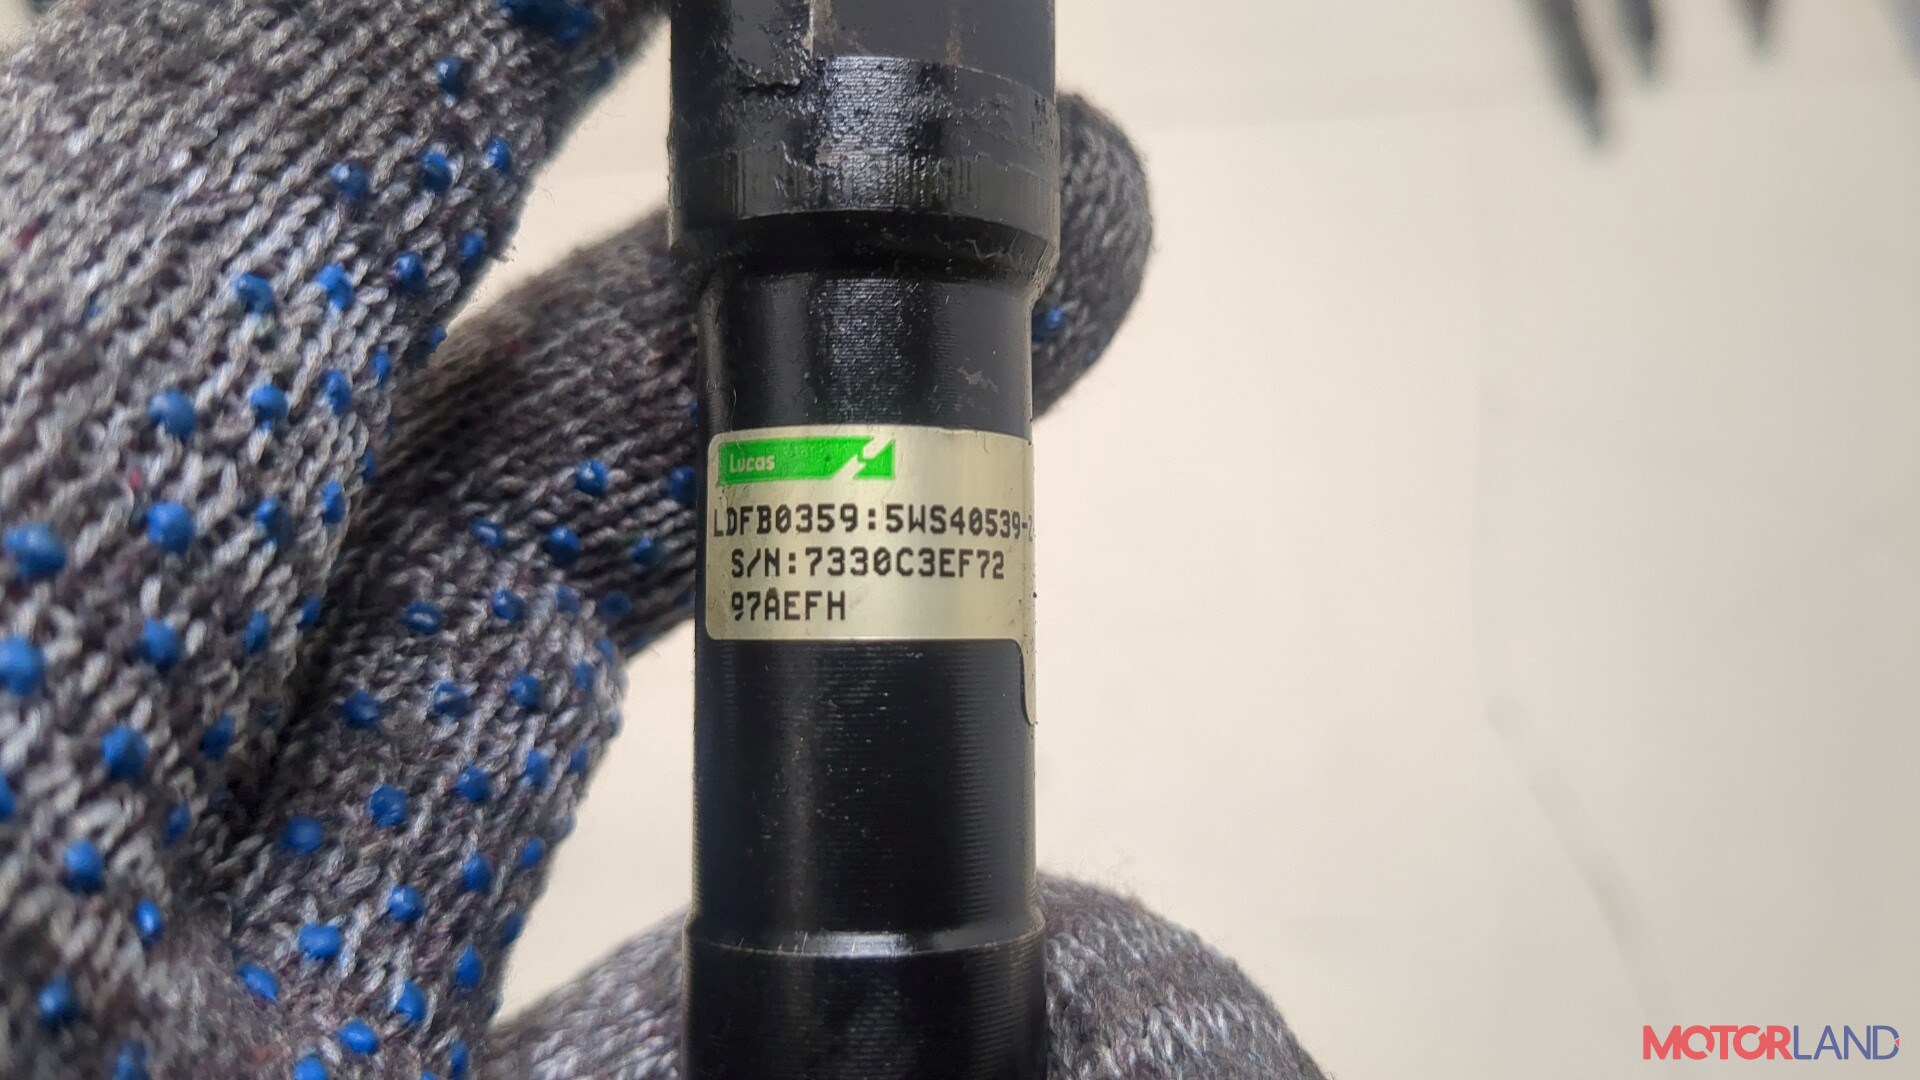 Lucas
LDFB0359:5WS40539-
S/N:7330C3EF72
97AEFH
MOTORLAND